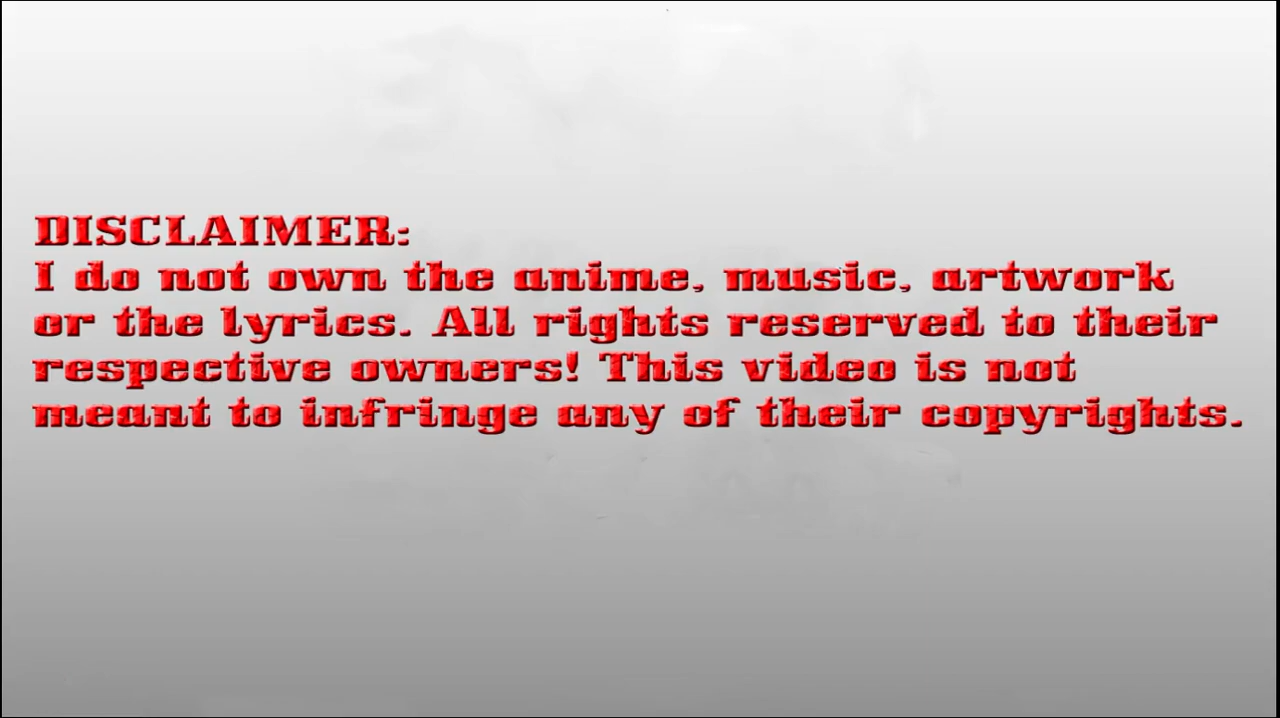 DISCLAIMER:
I do not own the anime, music, artwork
or the lyrics. All rights reserved to their
respective owners! This video is not
meant to infringe any of their copyrights.